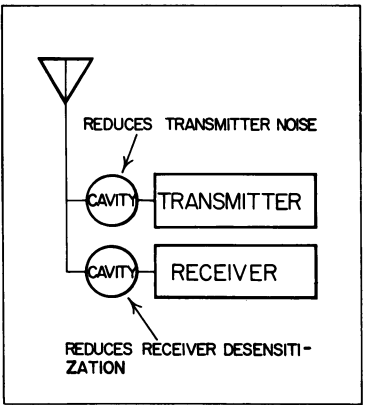 REDUCES TRANSMITTER NOISE
CAVITY TRANSMITTER
CAVITY RECEIVER
REDUCES RECEIVER DESENSITI-
ZATION